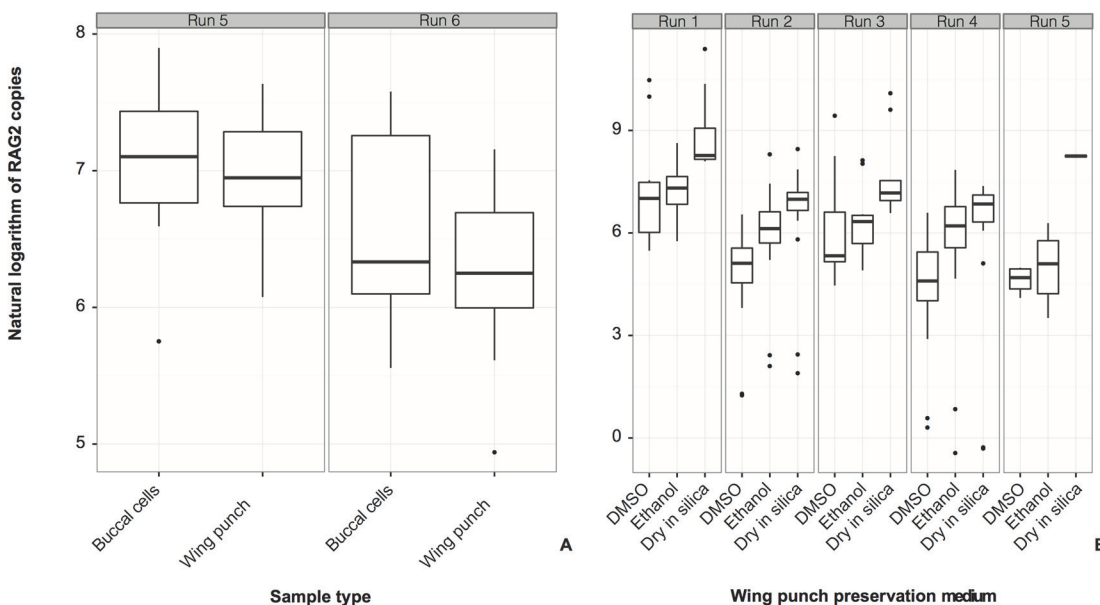 Run 5 Run 6
Natural logarithm of RAG2 copies
8
7
6
5
Buccal cells Wing punch Buccal cells Wing punch
A
Sample type
Run 1 Run 2 Run 3 Run 4 Run 5
9
6
3
0
DMSO Ethanol Dry in silica DMSO Ethanol Dry in silica DMSO Ethanol Dry in silica DMSO Ethanol Dry in silica DMSO Ethanol Dry in silica
Wing punch preservation medium